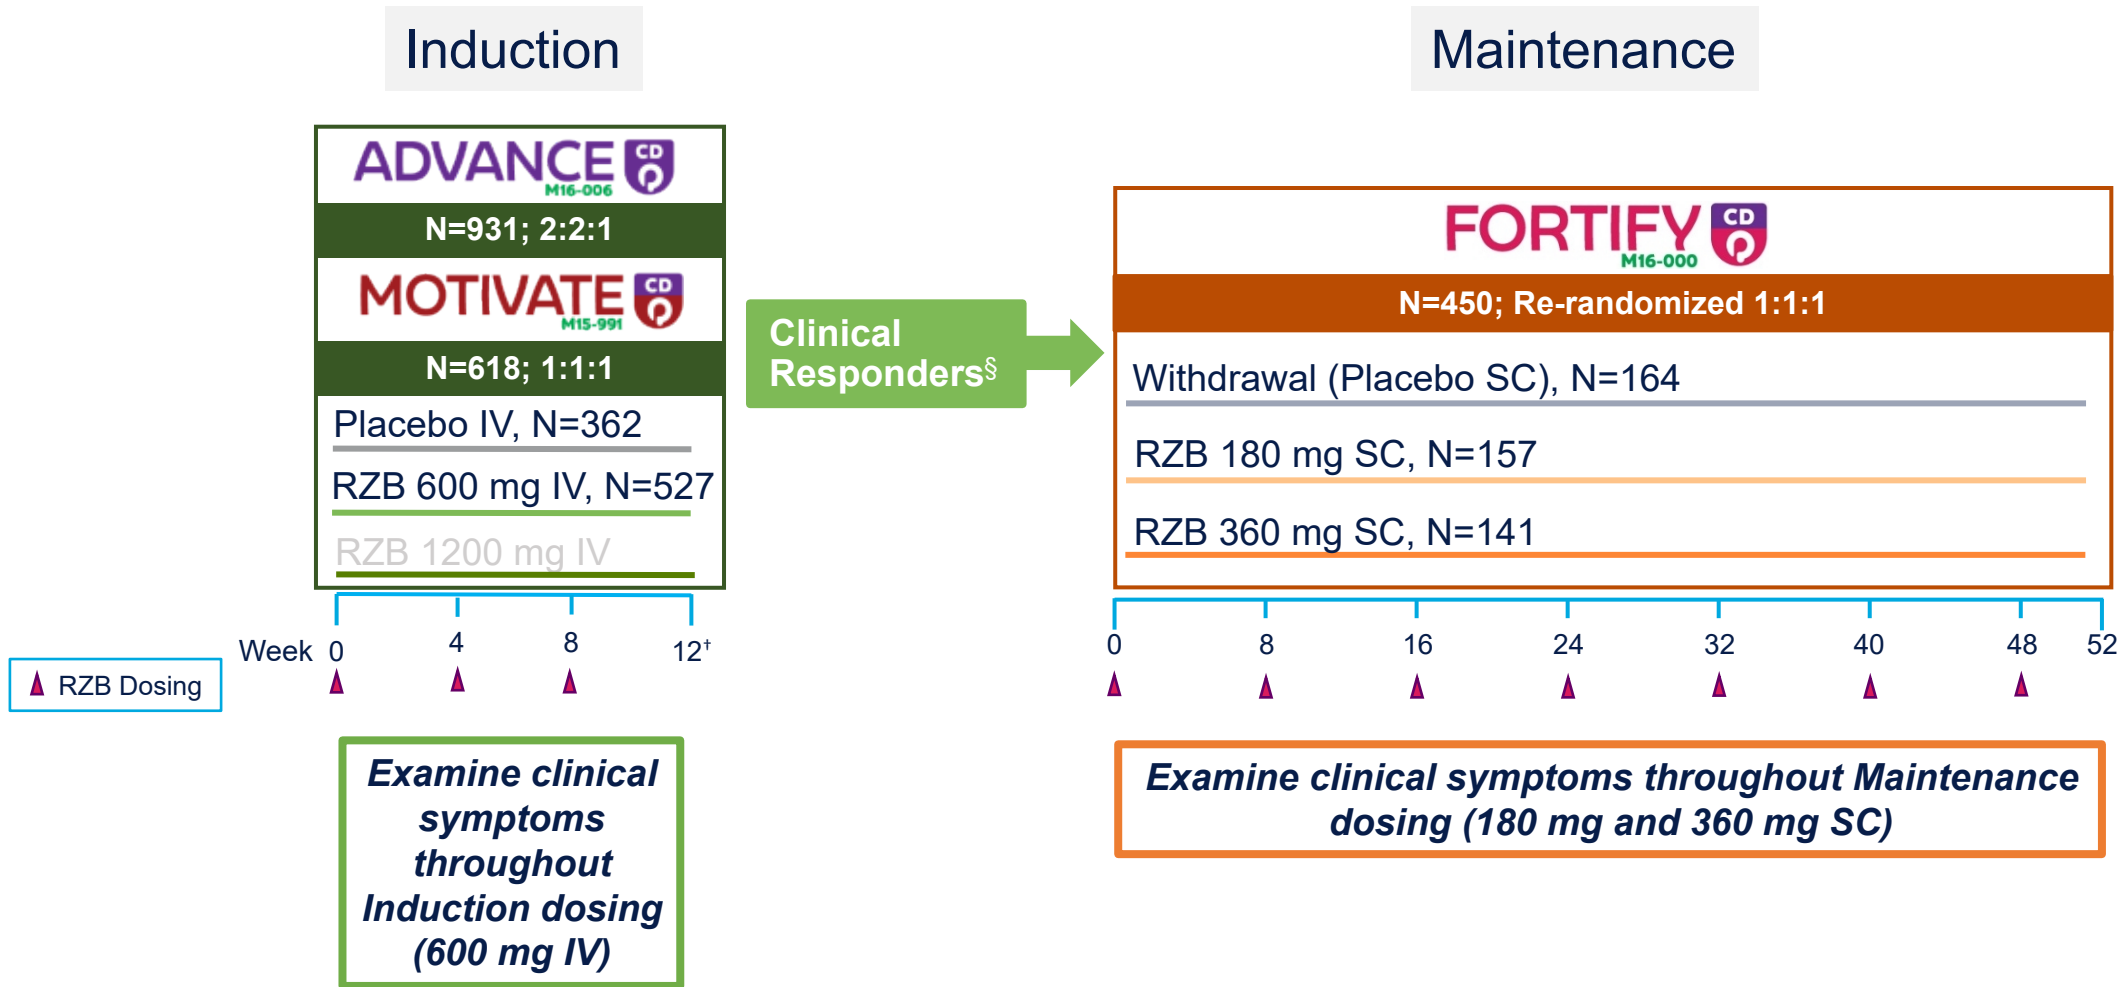 Induction
Maintenance
ADVANCE CD
M16-006
N=931; 2:2:1
MOTIVATE CD
M15-991
N=618; 1:1:1
Placebo IV, N=362
RZB 600 mg IV, N=527
RZB 1200 mg IV
Clinical
Responders§
FORTIFY CD
M16-000
N=450; Re-randomized 1:1:1
Withdrawal (Placebo SC), N=164
RZB 180 mg SC, N=157
RZB 360 mg SC, N=141
Week 0 4 8 12†
0 8 16 24 32 40 48 52
RZB Dosing
Examine clinical
symptoms
throughout
Induction dosing
(600 mg IV)
Examine clinical symptoms throughout Maintenance
dosing (180 mg and 360 mg SC)